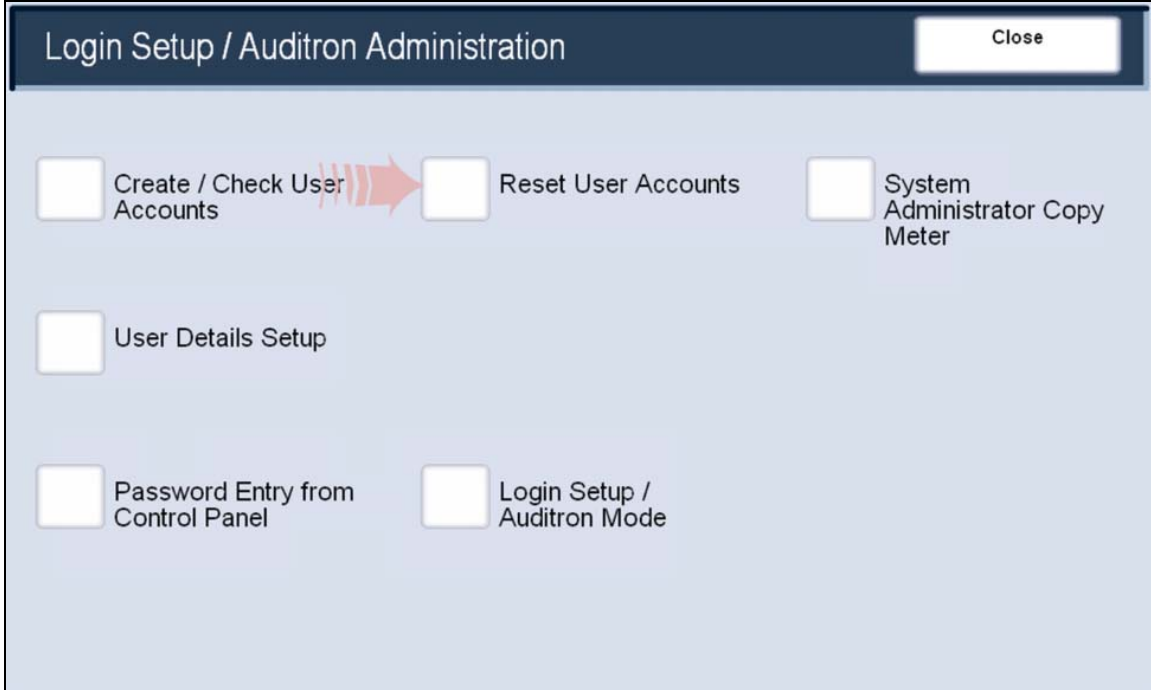 Login Setup / Auditron Administration
Close
Create / Check User
Accounts
Reset User Accounts
System
Administrator Copy
Meter
User Details Setup
Password Entry from
Control Panel
Login Setup /
Auditron Mode